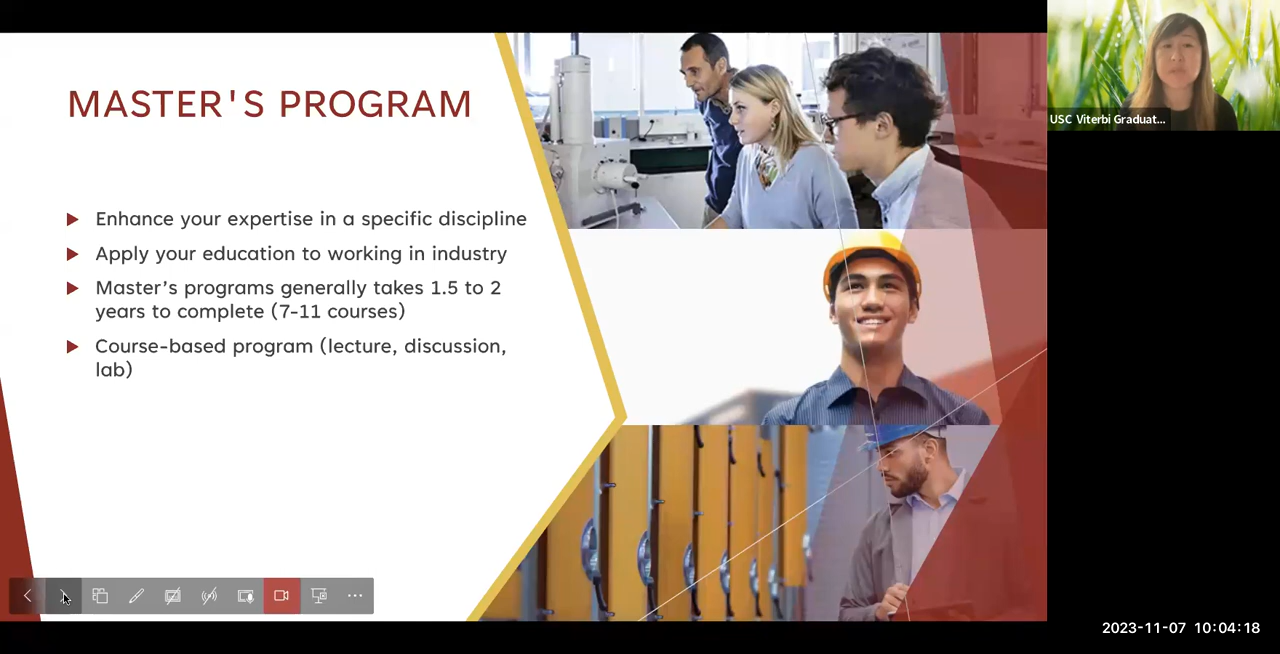 MASTER'S PROGRAM
Enhance your expertise in a specific discipline
Apply your education to working in industry
Master's programs generally takes 1.5 to 2
years to complete (7-11 courses)
Course-based program (lecture, discussion,
lab)
USC Viterbi Graduat...
2023-11-07 10:04:18